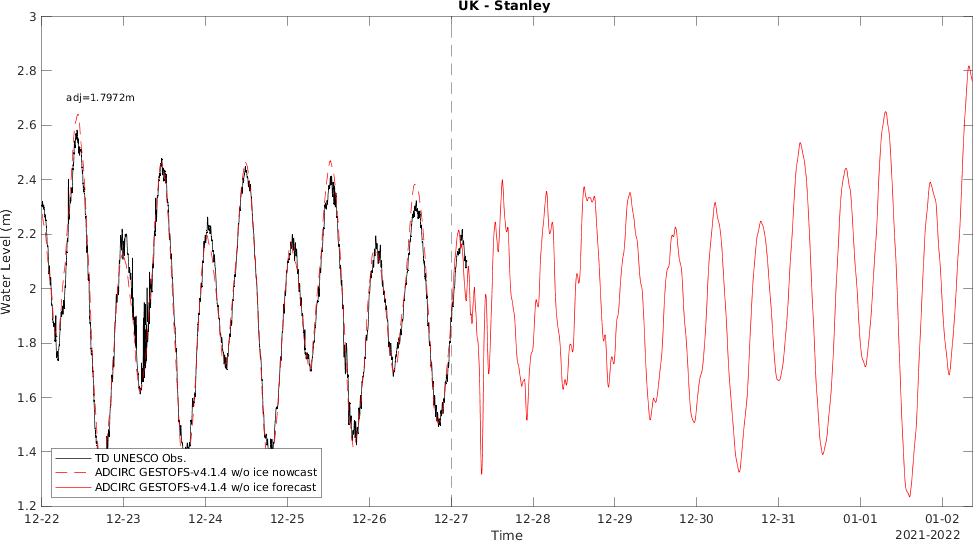 UK - Stanley
3
2.8
2.6
2.4
2.2
2
1.8
1.6
1.4
1.2
Water Level (m)
adj=1.7972m
TD UNESCO Obs.
ADCIRC GESTOFS-v4.1.4 w/o ice nowcast
ADCIRC GESTOFS-v4.1.4 w/o ice forecast
12-22 12-23 12-24 12-25 12-26 12-27 12-28 12-29 12-30 12-31 01-01 01-02
Time
2021-2022